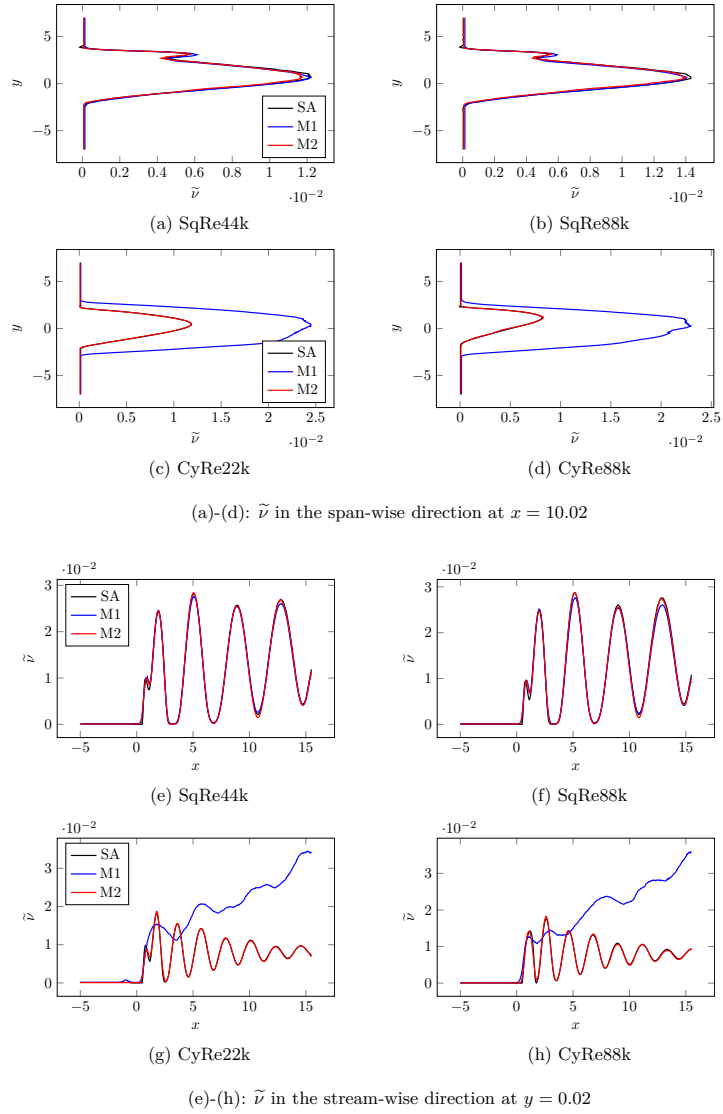 5
0
−5
y
0 0.2 0.4 0.6 0.8 1 1.2
·10⁻²
ν̃
SA
M1
M2
(a) SqRe44k
5
0
−5
y
0 0.2 0.4 0.6 0.8 1 1.2 1.4
·10⁻²
ν̃
(b) SqRe88k
5
0
−5
y
0 0.5 1 1.5 2 2.5
·10⁻²
ν̃
SA
M1
M2
(c) CyRe22k
5
0
−5
y
0 0.5 1 1.5 2 2.5
·10⁻²
ν̃
(d) CyRe88k
(a)-(d): ν̃ in the span-wise direction at x = 10.02
·10⁻²
3
2
1
0
ν̃
SA
M1
M2
−5 0 5 10 15
x
(e) SqRe44k
·10⁻²
3
2
1
0
ν̃
−5 0 5 10 15
x
(f) SqRe88k
·10⁻²
3
2
1
0
ν̃
SA
M1
M2
−5 0 5 10 15
x
(g) CyRe22k
·10⁻²
3
2
1
0
ν̃
−5 0 5 10 15
x
(h) CyRe88k
(e)-(h): ν̃ in the stream-wise direction at y = 0.02